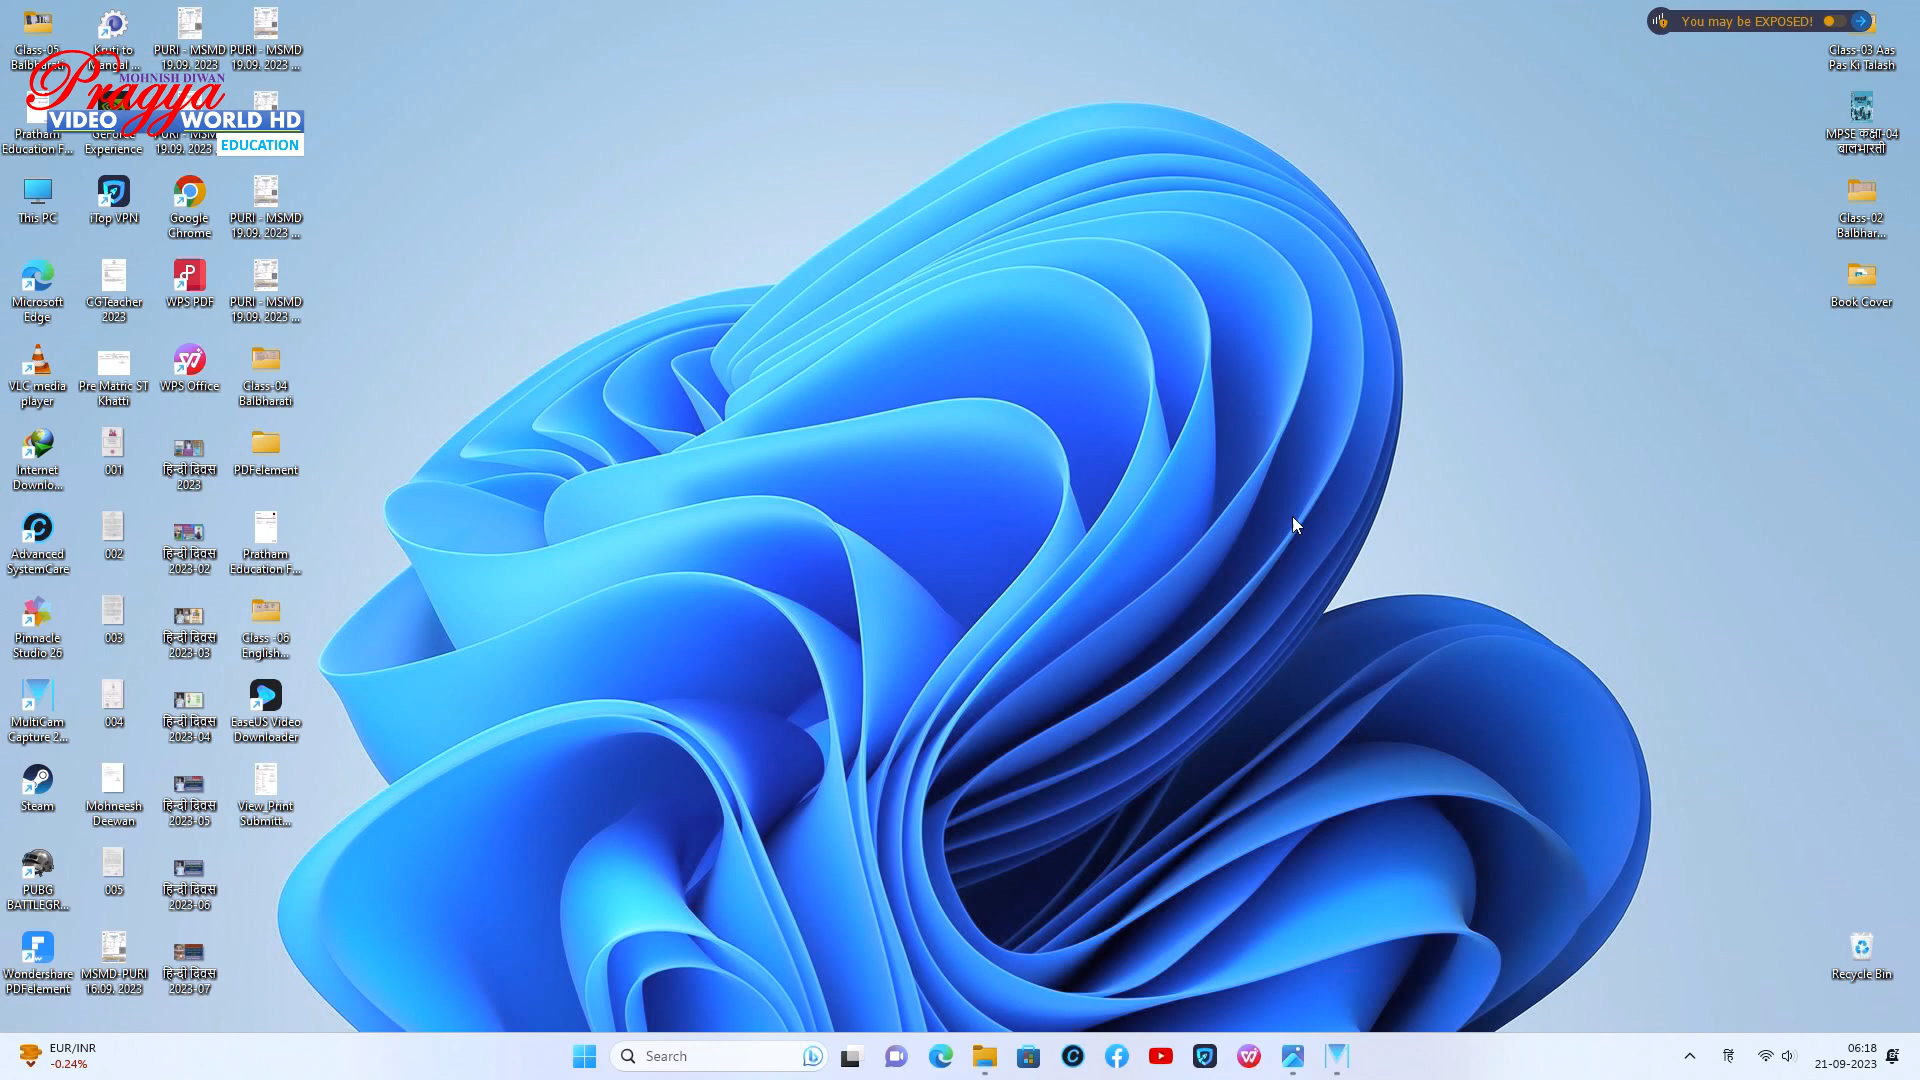 Class-05
Balbharati
Kruti to
Mangal ...
PURI - MSMD
19.09. 2023
PURI - MSMD
19.09. 2023 ...
MOHNISH DIWAN
Pragya
VIDEO WORLD HD
EDUCATION
Pratham
Education F...
GeForce
Experience
PURI - MSMD
19.09. 2023
This PC
iTop VPN
Google
Chrome
PURI - MSMD
19.09. 2023 ...
Microsoft
Edge
CGTeacher
2023
WPS PDF
PURI - MSMD
19.09. 2023 ...
VLC media
player
Pre Matric ST
Khatti
WPS Office
Class-04
Balbharati
Internet
Downlo...
001
हिन्दी दिवस
2023
PDFelement
Advanced
SystemCare
002
हिन्दी दिवस
2023-02
Pratham
Education F...
Pinnacle
Studio 26
003
हिन्दी दिवस
2023-03
Class -06
English...
MultiCam
Capture 2...
004
हिन्दी दिवस
2023-04
EaseUS Video
Downloader
Steam
Mohneesh
Deewan
हिन्दी दिवस
2023-05
View_Print
Submitt...
PUBG
BATTLEGR...
005
हिन्दी दिवस
2023-06
Wondershare
PDFelement
MSMD-PURI
16.09. 2023
हिन्दी दिवस
2023-07
You may be EXPOSED!
Class-03 Aas
Pas Ki Talash
MPSE कक्षा-04
बालभारती
Class-02
Balbhar...
Book Cover
Recycle Bin
EUR/INR
-0.24%
Search
हिं
06:18
21-09-2023